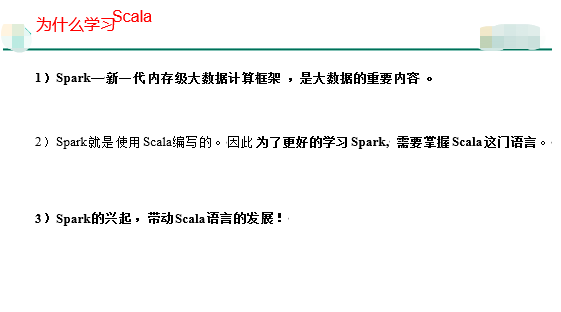 为什么学习Scala
1）Spark—新一代内存级大数据计算框架，是大数据的重要内容。
2）Spark就是使用Scala编写的。因此为了更好的学习Spark, 需要掌握Scala这门语言。
3）Spark的兴起，带动Scala语言的发展！